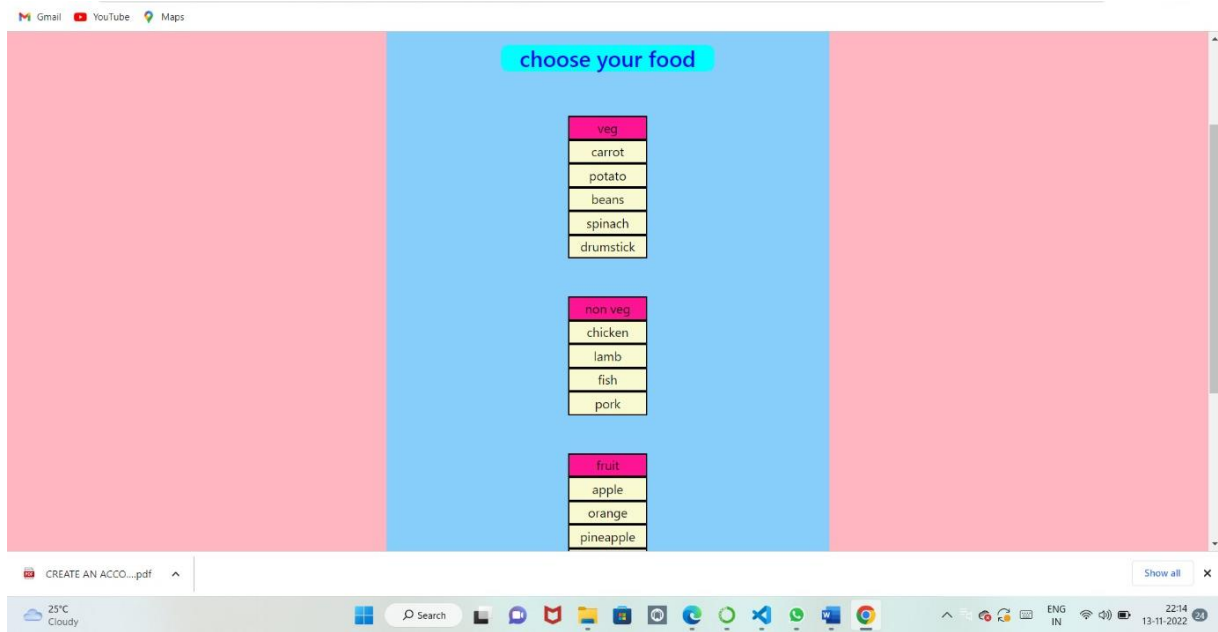 Gmail YouTube Maps
choose your food
veg
carrot
potato
beans
spinach
drumstick
non veg
chicken
lamb
fish
pork
fruit
apple
orange
pineapple
CREATE AN ACCO....pdf
Show all
25°C
Cloudy
Search
ENG
IN
22:14
13-11-2022
24